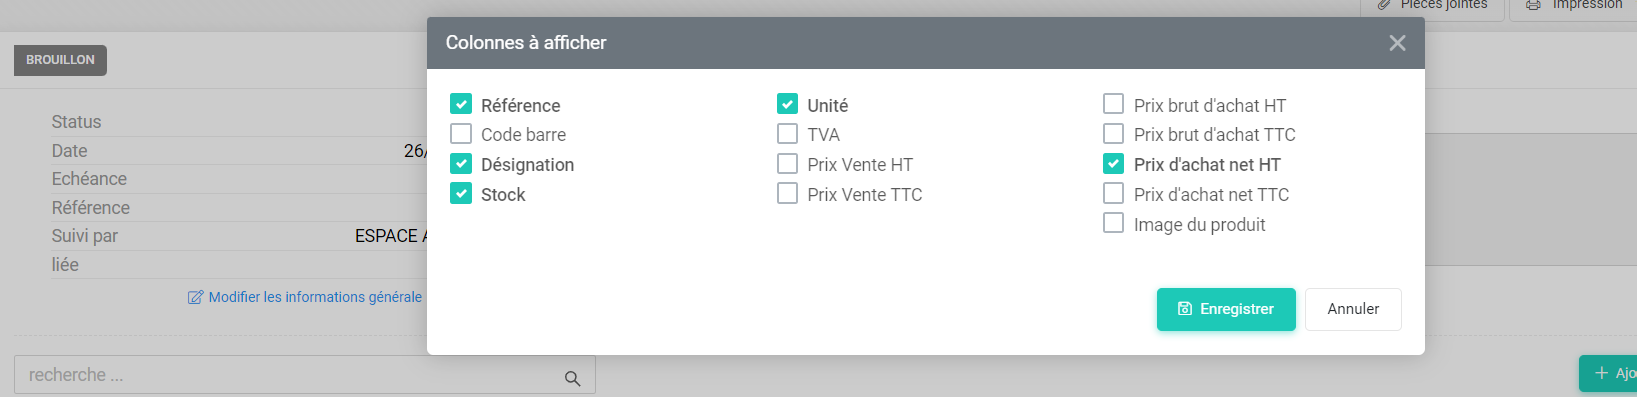 Pièces jointes
Impression
Colonnes à afficher
BROUILLON
Référence
Code barre
Désignation
Stock
Unité
TVA
Prix Vente HT
Prix Vente TTC
Prix brut d'achat HT
Prix brut d'achat TTC
Prix d'achat net HT
Prix d'achat net TTC
Image du produit
Status
Date 26/
Echéance
Référence
Suivi par ESPACE A
liée
Modifier les informations générale
Enregistrer
Annuler
recherche ...
Ajo